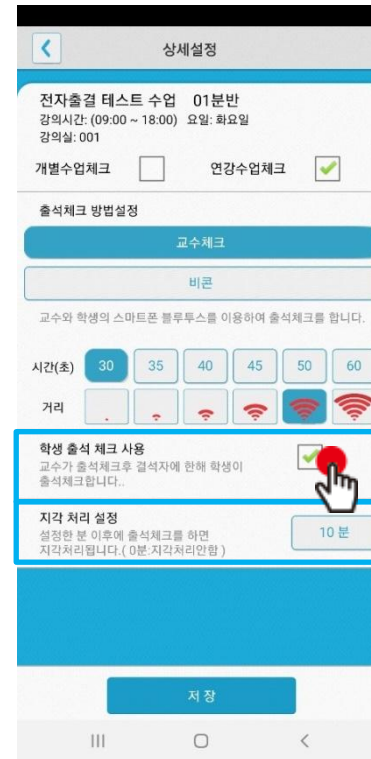 상세설정
전자출결 테스트 수업 01분반
강의시간: (09:00 ~ 18:00) 요일: 화요일
강의실: 001
개별수업체크 연강수업체크
출석체크 방법설정
교수체크
비콘
교수와 학생의 스마트폰 블루투스를 이용하여 출석체크를 합니다.
시간(초) 30 35 40 45 50 60
거리
학생 출석 체크 사용
교수가 출석체크후 결석자에 한해 학생이
출석체크합니다..
지각 처리 설정
설정한 분 이후에 출석체크를 하면
지각처리됩니다.( 0분:지각처리안함 )
10 분
저 장